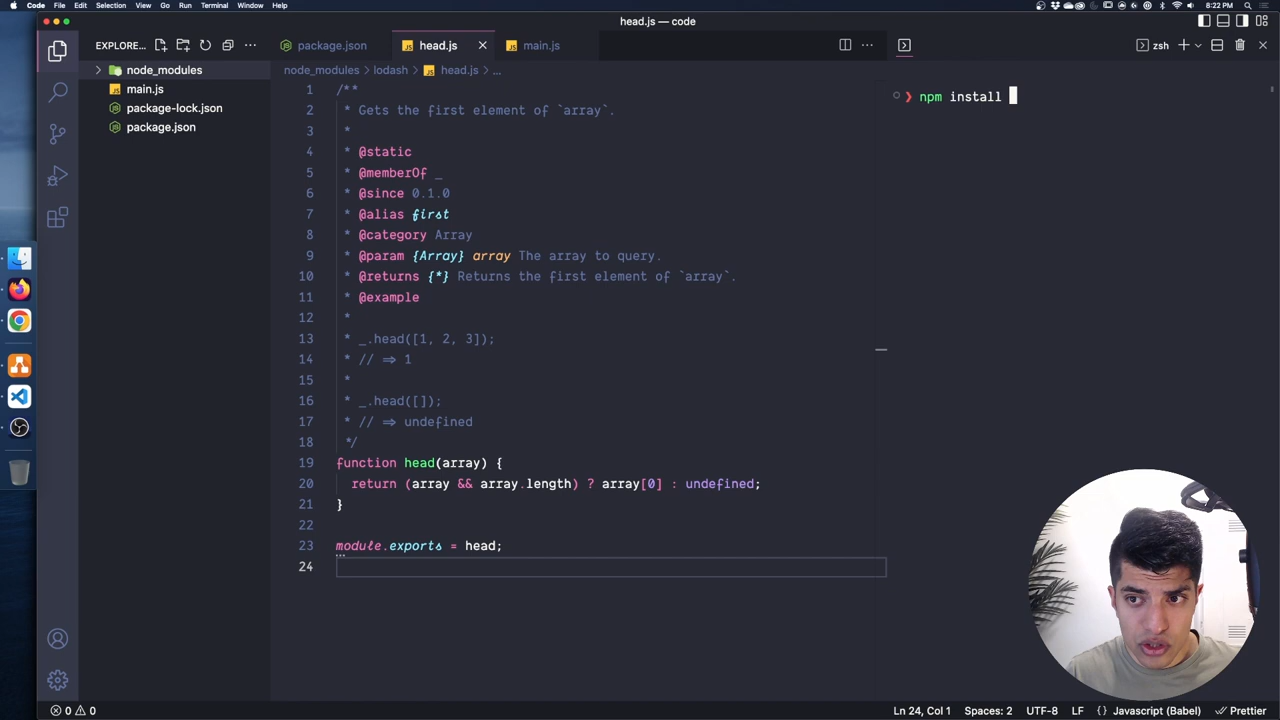 Code File Edit Selection View Go Run Terminal Window Help 8:22 PM
head.js — code
EXPLORE... package.json head.js main.js zsh
node_modules > lodash > head.js > ...
node_modules
main.js
package-lock.json
package.json
1 /**
2 * Gets the first element of `array`.
3 *
4 * @static
5 * @memberOf _
6 * @since 0.1.0
7 * @alias first
8 * @category Array
9 * @param {Array} array The array to query.
10 * @returns {*} Returns the first element of `array`.
11 * @example
12 *
13 * _.head([1, 2, 3]);
14 * // => 1
15 *
16 * _.head([]);
17 * // => undefined
18 */
19 function head(array) {
20 return (array && array.length) ? array[0] : undefined;
21 }
22
23 module.exports = head;
24
❯ npm install
0 0 Ln 24, Col 1 Spaces: 2 UTF-8 LF {} Javascript (Babel) Prettier